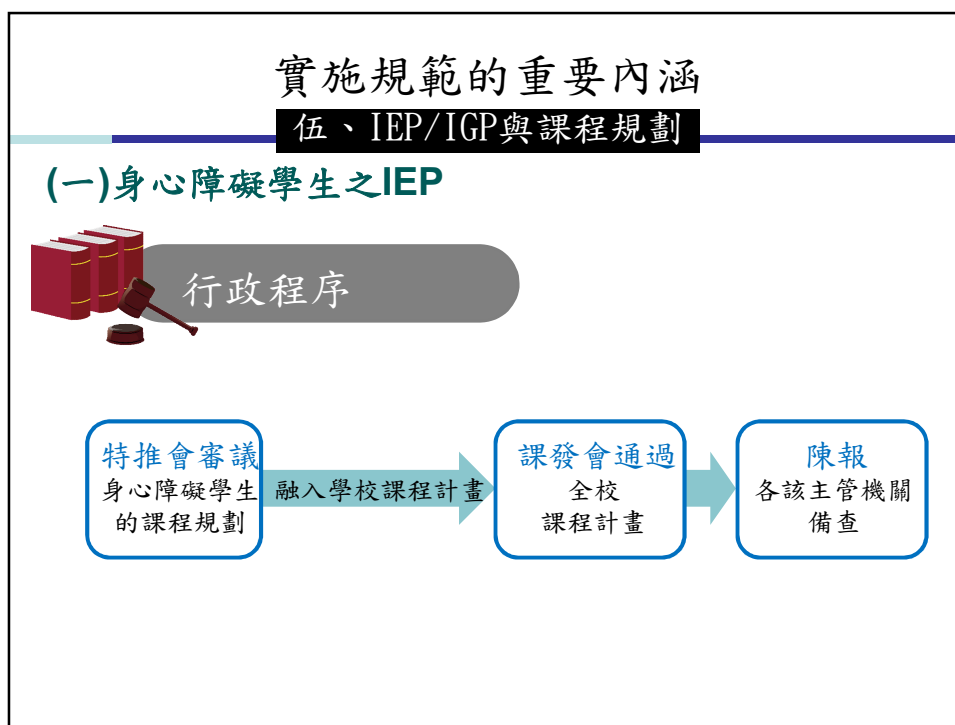 實施規範的重要內涵
伍、IEP/IGP與課程規劃
(一)身心障礙學生之IEP
行政程序
特推會審議
身心障礙學生
的課程規劃
融入學校課程計畫
課發會通過
全校
課程計畫
陳報
各該主管機關
備查